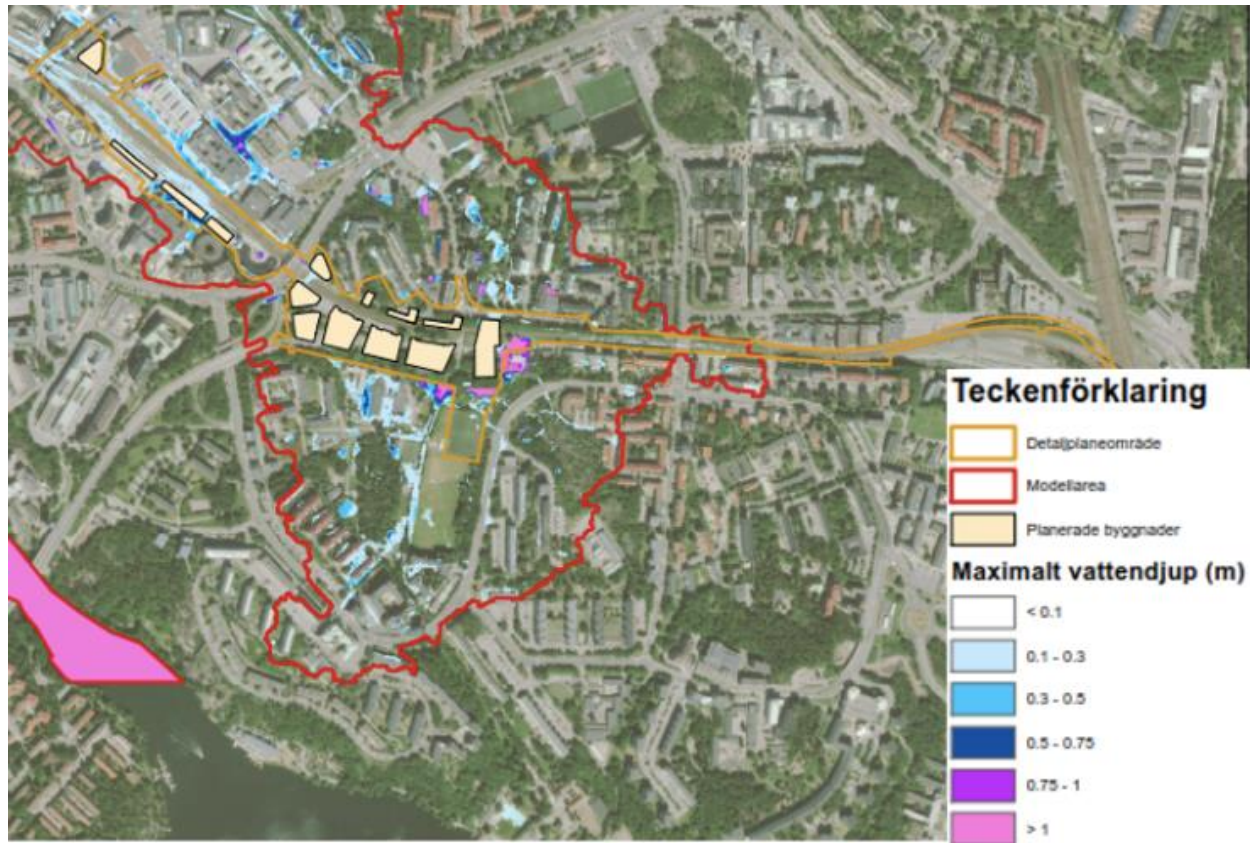 Teckenförklaring
Detaljplaneområde
Modellarea
Planerade byggnader
Maximalt vattendjup (m)
< 0.1
0.1 - 0.3
0.3 - 0.5
0.5 - 0.75
0.75 - 1
> 1